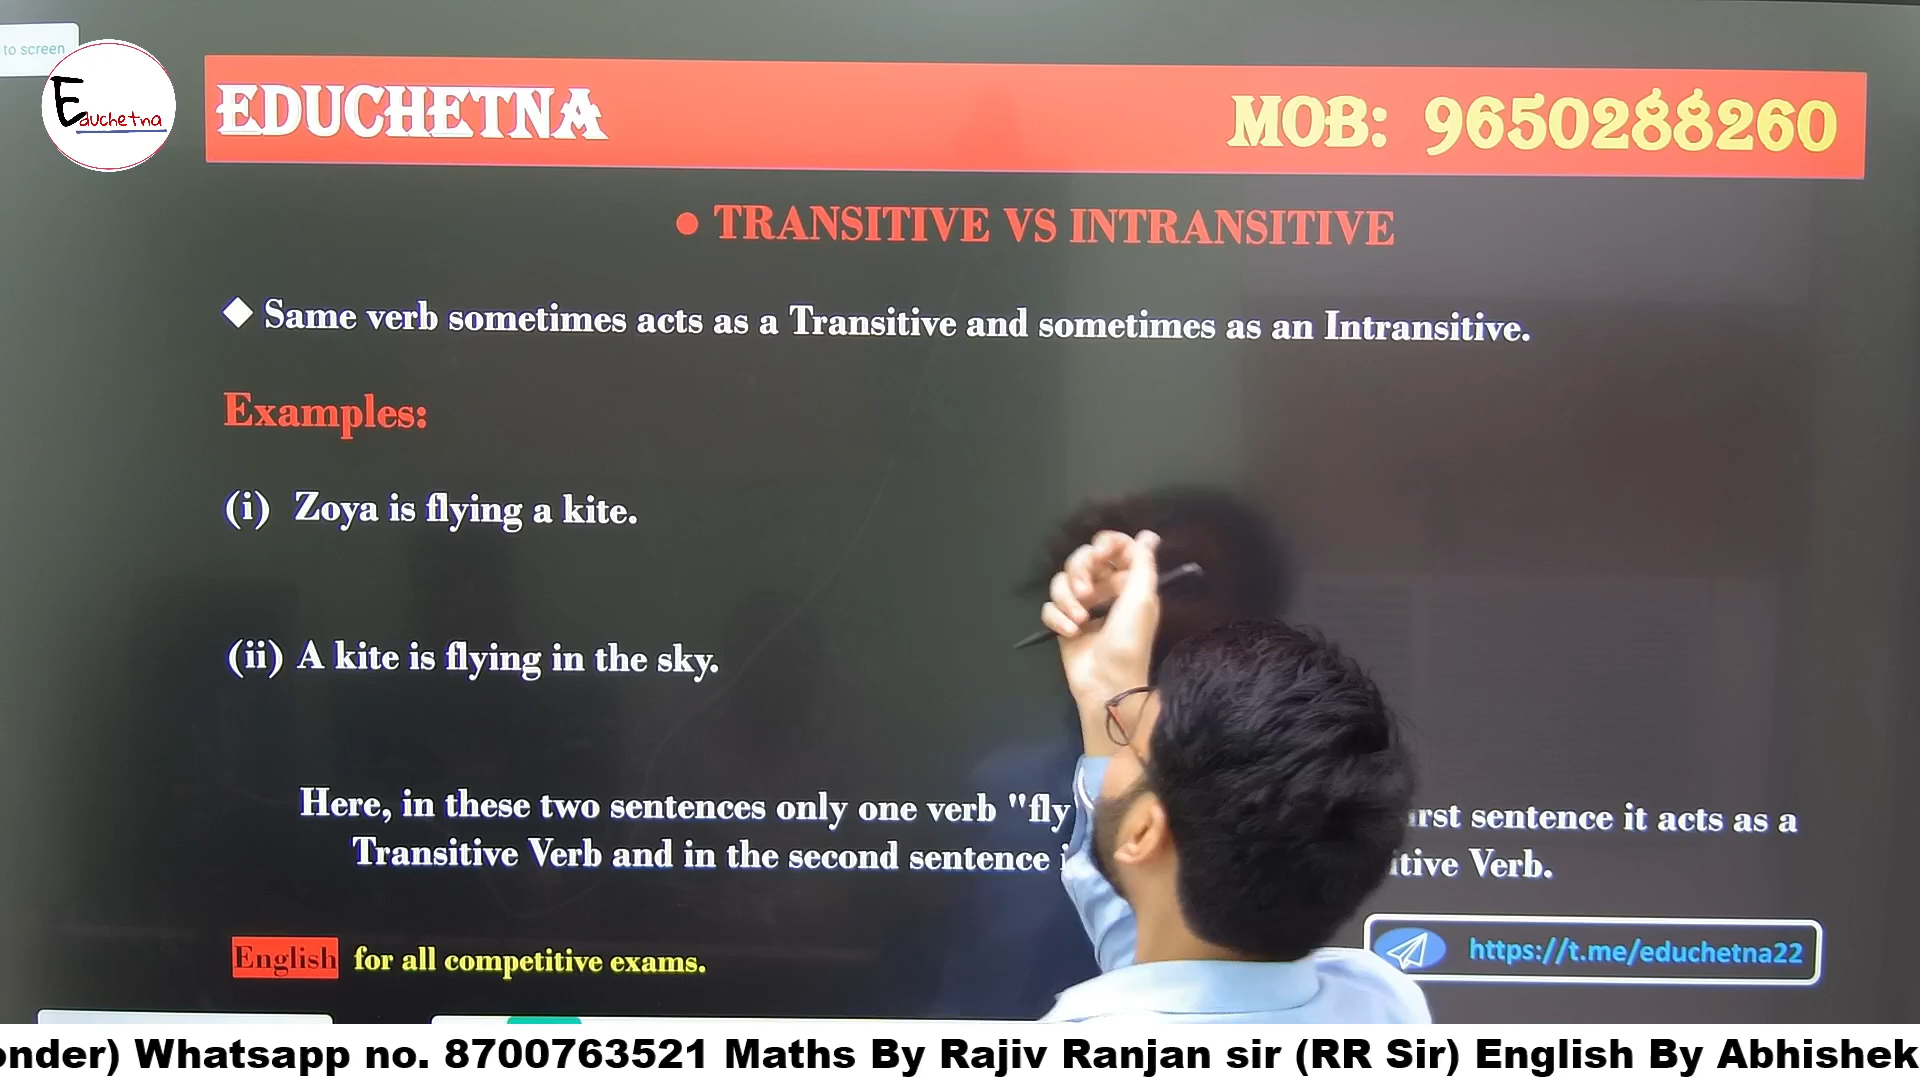 to screen
Educhetna
EDUCHETNA MOB: 9650288260
• TRANSITIVE VS INTRANSITIVE
◆ Same verb sometimes acts as a Transitive and sometimes as an Intransitive.
Examples:
(i) Zoya is flying a kite.
(ii) A kite is flying in the sky.
Here, in these two sentences only one verb "fly sentence it acts as a
Transitive Verb and in the second sentence Verb.
English for all competitive exams.
https://t.me/educhetna22
onder) Whatsapp no. 8700763521 Maths By Rajiv Ranjan sir (RR Sir) English By Abhishek